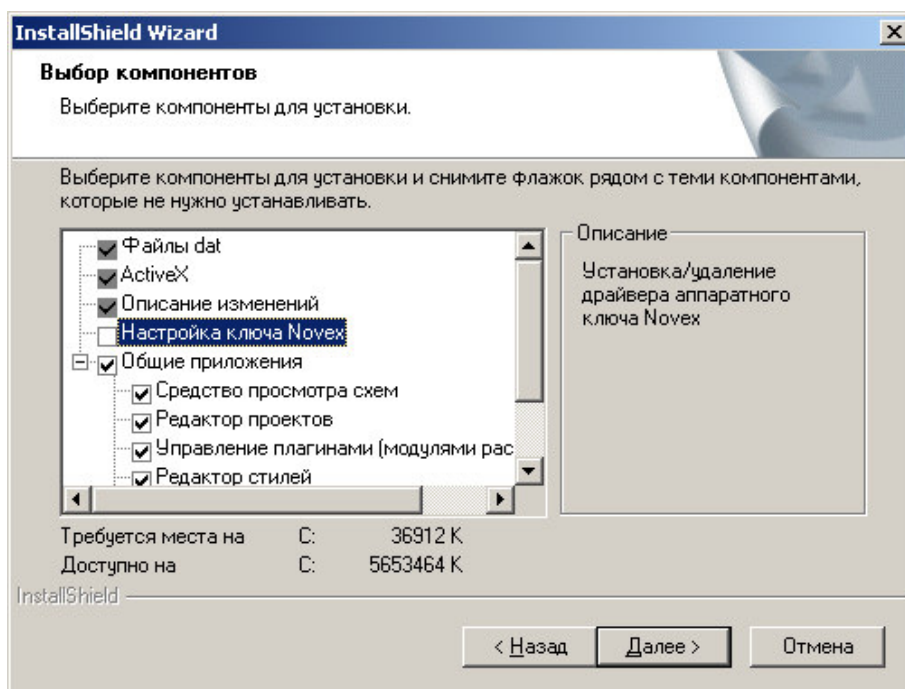 InstallShield Wizard
Выбор компонентов
Выберите компоненты для установки.
Выберите компоненты для установки и снимите флажок рядом с теми компонентами,
которые не нужно устанавливать.
Файлы dat
ActiveX
Описание изменений
Настройка ключа Novex
Общие приложения
Средство просмотра схем
Редактор проектов
Управление плагинами (модулями рас
Редактор стилей
Описание
Установка/удаление
драйвера аппаратного
ключа Novex
Требуется места на C: 36912 K
Доступно на C: 5653464 K
InstallShield
< Назад Далее > Отмена